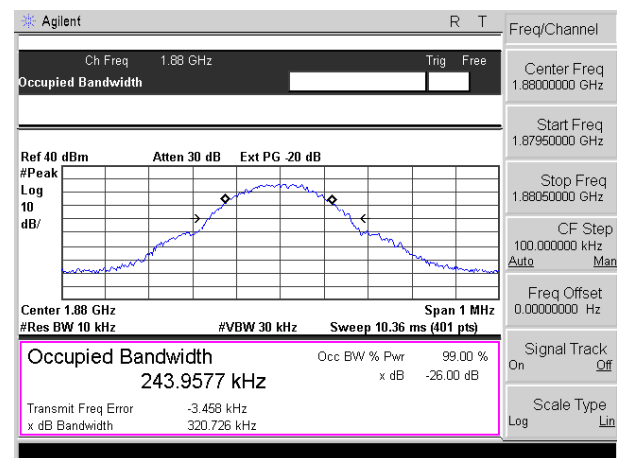 Agilent R T
Freq/Channel
Ch Freq 1.88 GHz Trig Free
Occupied Bandwidth
Center Freq
1.88000000 GHz
Start Freq
1.87950000 GHz
Stop Freq
1.88050000 GHz
CF Step
100.000000 kHz
Auto Man
Freq Offset
0.00000000 Hz
Signal Track
On Off
Scale Type
Log Lin
Ref 40 dBm Atten 30 dB Ext PG -20 dB
#Peak
Log
10
dB/
Center 1.88 GHz Span 1 MHz
#Res BW 10 kHz #VBW 30 kHz Sweep 10.36 ms (401 pts)
Occupied Bandwidth Occ BW % Pwr 99.00 %
243.9577 kHz x dB -26.00 dB
Transmit Freq Error -3.458 kHz
x dB Bandwidth 320.726 kHz